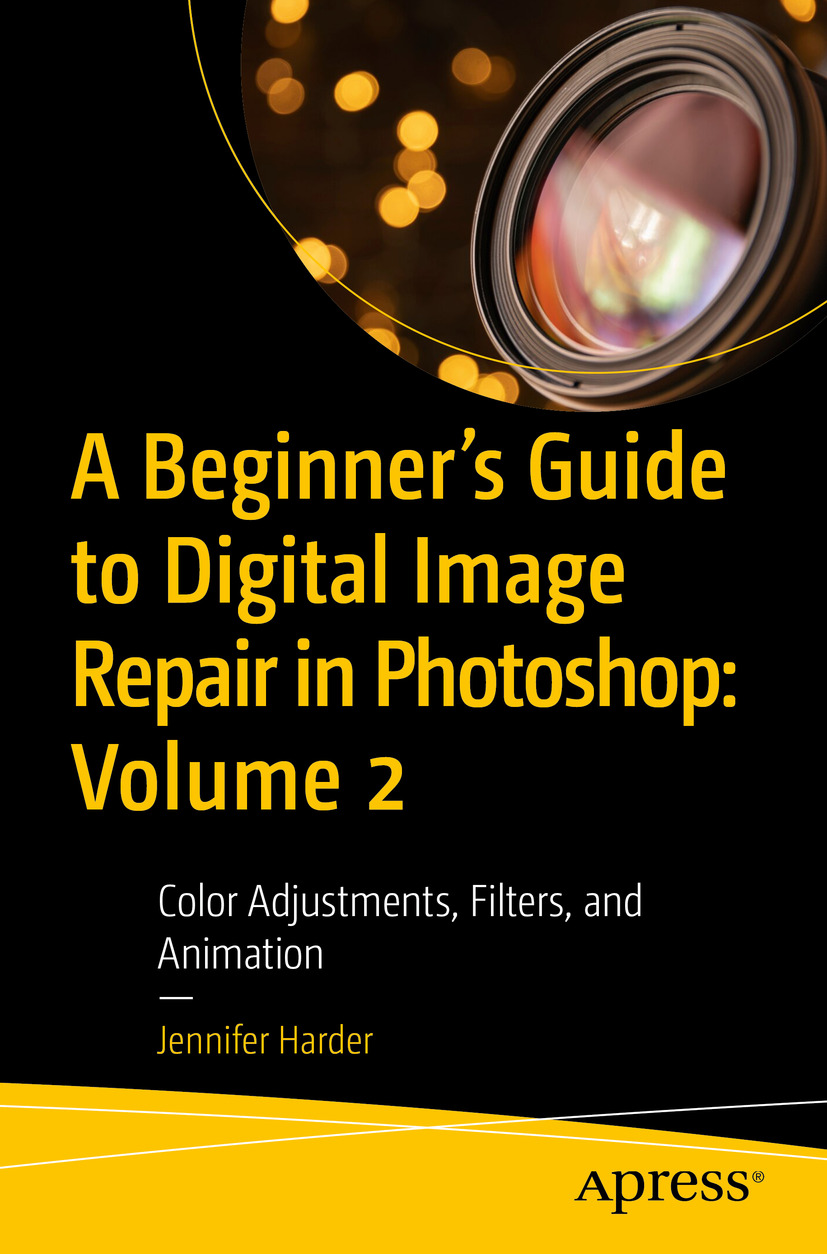 A Beginner’s Guide
to Digital Image
Repair in Photoshop:
Volume 2
Color Adjustments, Filters, and
Animation
Jennifer Harder
Apress®